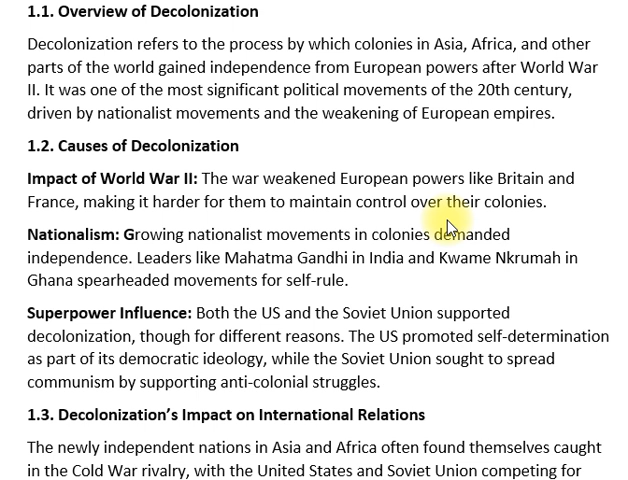 1.1. Overview of Decolonization
Decolonization refers to the process by which colonies in Asia, Africa, and other
parts of the world gained independence from European powers after World War
II. It was one of the most significant political movements of the 20th century,
driven by nationalist movements and the weakening of European empires.
1.2. Causes of Decolonization
Impact of World War II: The war weakened European powers like Britain and
France, making it harder for them to maintain control over their colonies.
Nationalism: Growing nationalist movements in colonies demanded
independence. Leaders like Mahatma Gandhi in India and Kwame Nkrumah in
Ghana spearheaded movements for self-rule.
Superpower Influence: Both the US and the Soviet Union supported
decolonization, though for different reasons. The US promoted self-determination
as part of its democratic ideology, while the Soviet Union sought to spread
communism by supporting anti-colonial struggles.
1.3. Decolonization’s Impact on International Relations
The newly independent nations in Asia and Africa often found themselves caught
in the Cold War rivalry, with the United States and Soviet Union competing for